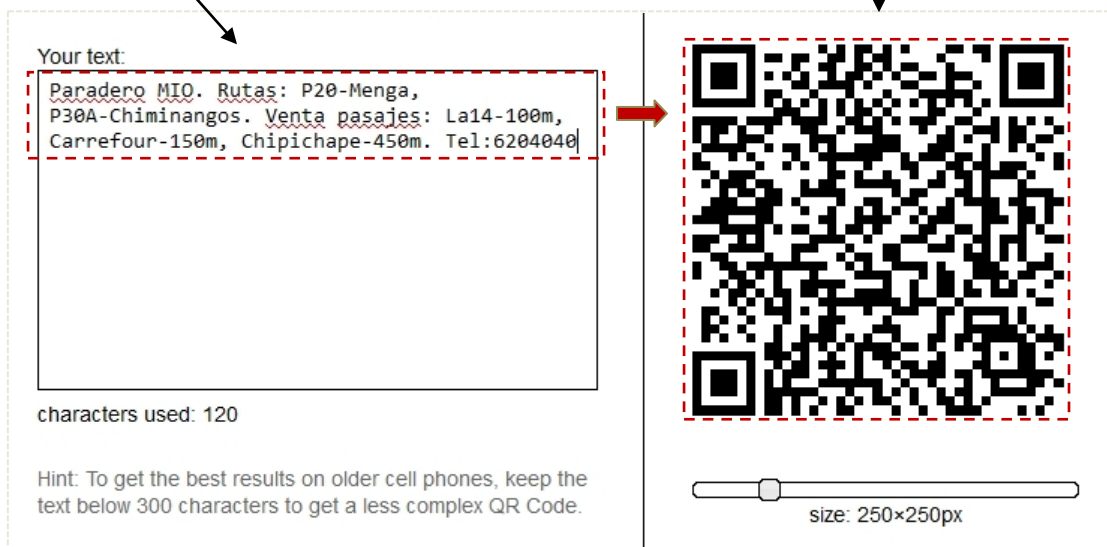 Your text:
Paradero MIO. Rutas: P20-Menga,
P30A-Chiminangos. Venta pasajes: La14-100m,
Carrefour-150m, Chipichape-450m. Tel:6204040
characters used: 120
Hint: To get the best results on older cell phones, keep the
text below 300 characters to get a less complex QR Code.
size: 250×250px